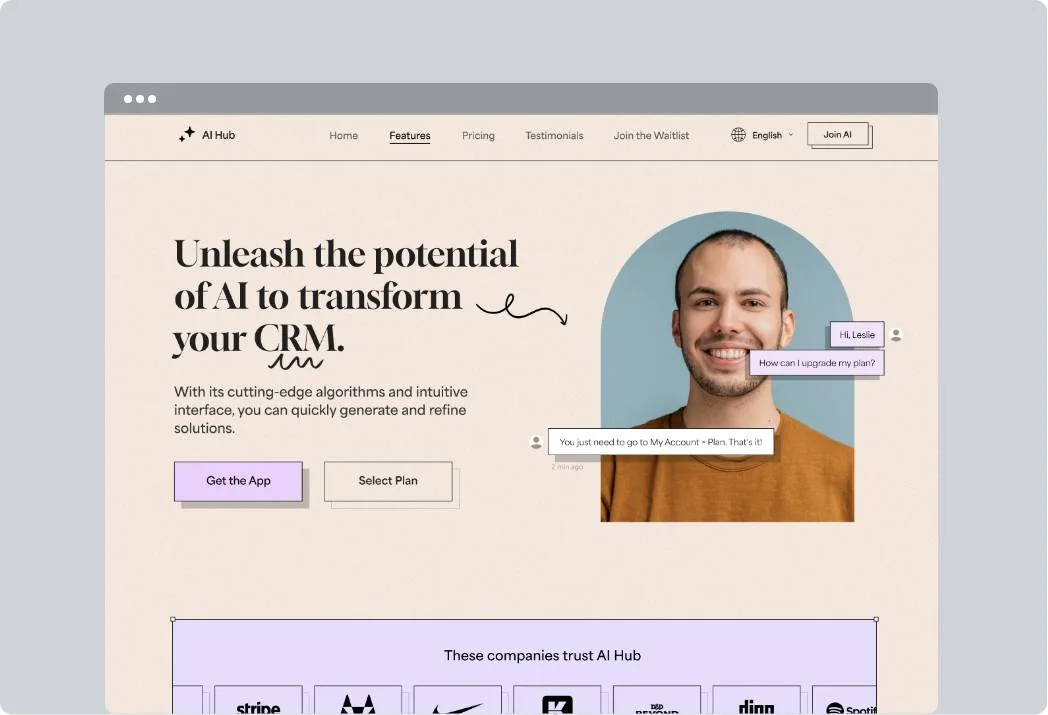 AI Hub
Home
Features
Pricing
Testimonials
Join the Waitlist
English
Join AI
Unleash the potential
of AI to transform
your CRM.
With its cutting-edge algorithms and intuitive
interface, you can quickly generate and refine
solutions.
Get the App
Select Plan
Hi, Leslie
How can I upgrade my plan?
You just need to go to My Account > Plan. That's it!
2 min ago
These companies trust AI Hub
stripe
D&D
BEYOND
digg
Spotif